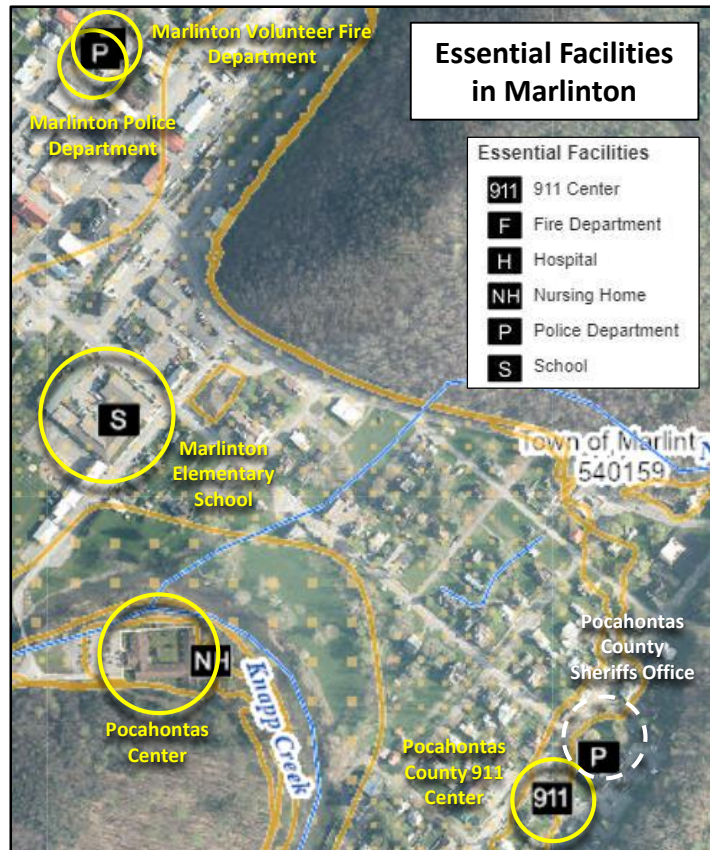 Marlinton Volunteer Fire
Department
Essential Facilities
in Marlinton
P
Marlinton Police
Department
Essential Facilities
911 911 Center
F Fire Department
H Hospital
NH Nursing Home
P Police Department
S School
S
Marlinton
Elementary
School
Town of Marlint
540159
Pocahontas
County
Sheriffs Office
NH
Knapp Creek
Pocahontas
Center
Pocahontas
County 911
Center
P
911